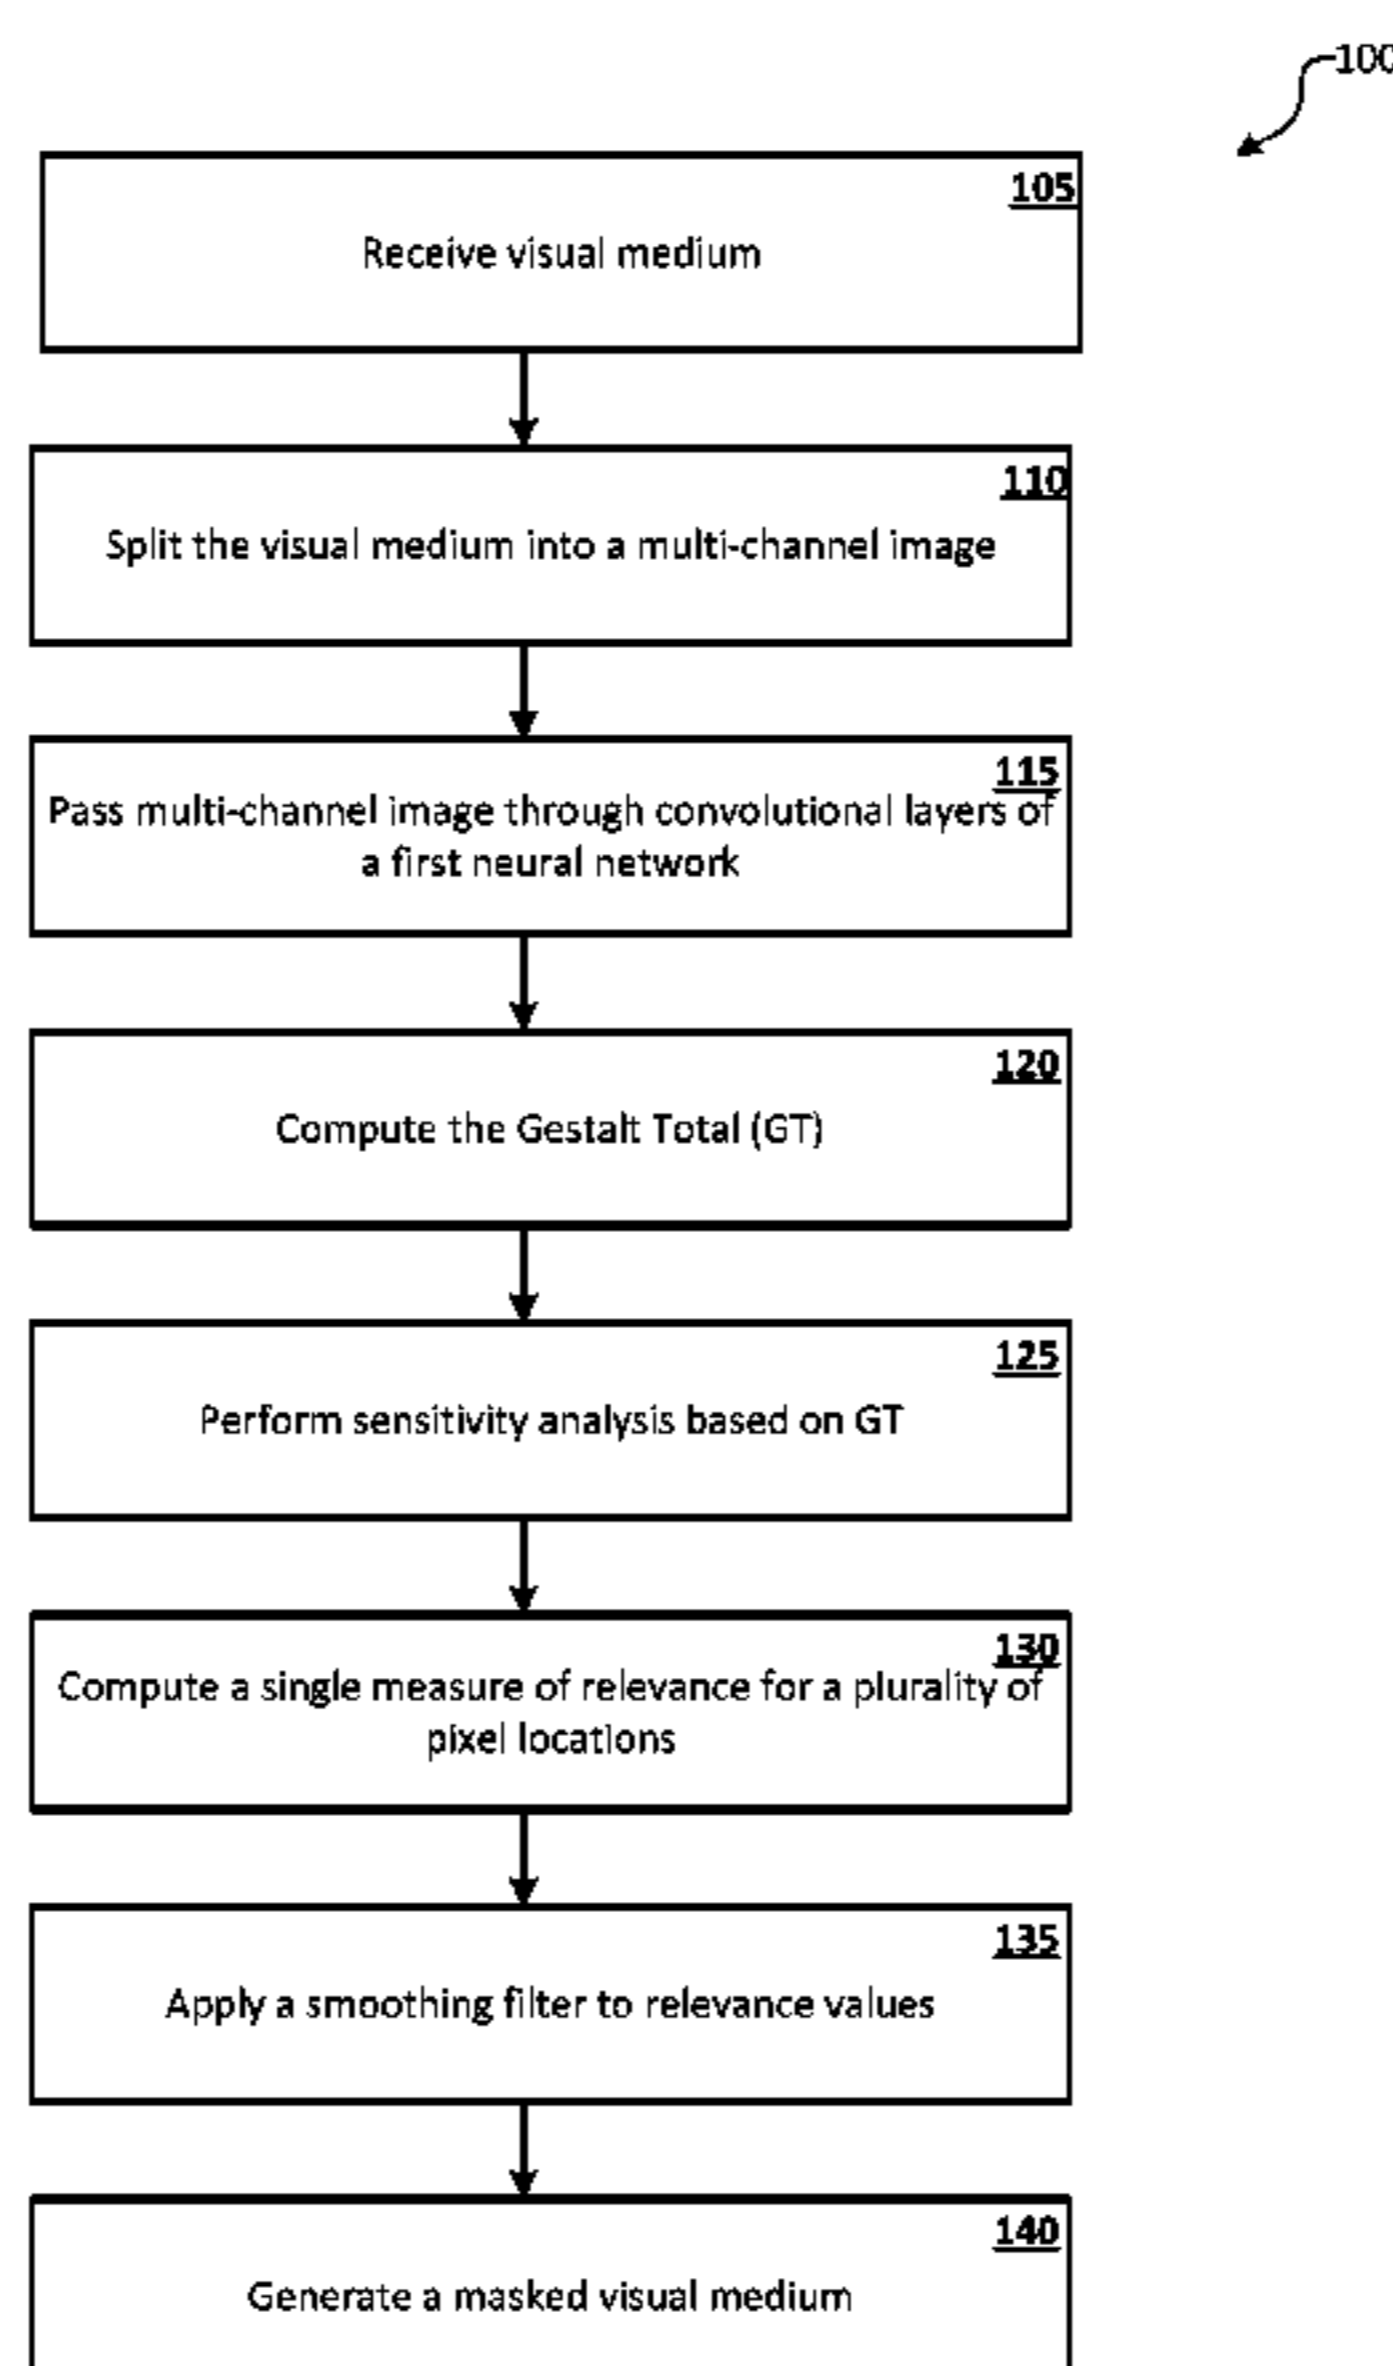 100
105
Receive visual medium
110
Split the visual medium into a multi-channel image
115
Pass multi-channel image through convolutional layers of
a first neural network
120
Compute the Gestalt Total (GT)
125
Perform sensitivity analysis based on GT
130
Compute a single measure of relevance for a plurality of
pixel locations
135
Apply a smoothing filter to relevance values
140
Generate a masked visual medium